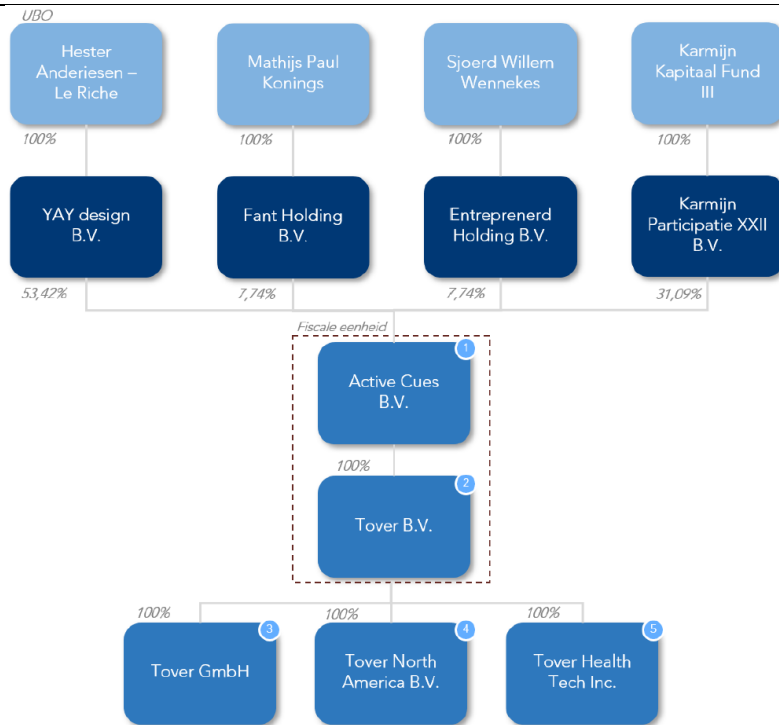 UBO
Hester
Anderiesen –
Le Riche
Mathijs Paul
Konings
Sjoerd Willem
Wennekes
Karmijn
Kapitaal Fund
III
100%
100%
100%
100%
YAY design
B.V.
Fant Holding
B.V.
Entreprenerd
Holding B.V.
Karmijn
Participatie XXII
B.V.
53,42%
7,74%
7,74%
31,09%
Fiscale eenheid
1
Active Cues
B.V.
100%
2
Tover B.V.
100%
100%
100%
3
Tover GmbH
4
Tover North
America B.V.
5
Tover Health
Tech Inc.